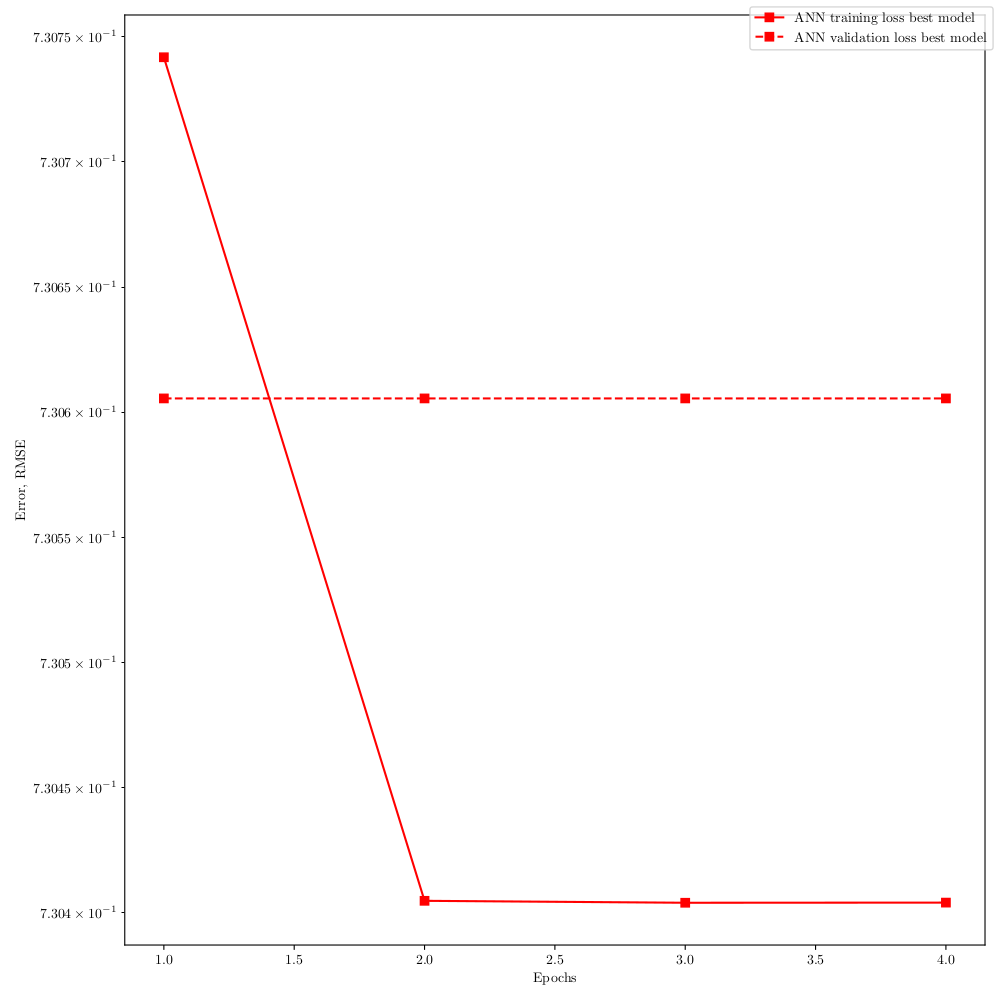 ANN training loss best model
ANN validation loss best model
7.3075 × 10⁻¹
7.307 × 10⁻¹
7.3065 × 10⁻¹
7.306 × 10⁻¹
7.3055 × 10⁻¹
7.305 × 10⁻¹
7.3045 × 10⁻¹
7.304 × 10⁻¹
Error, RMSE
1.0 1.5 2.0 2.5 3.0 3.5 4.0
Epochs